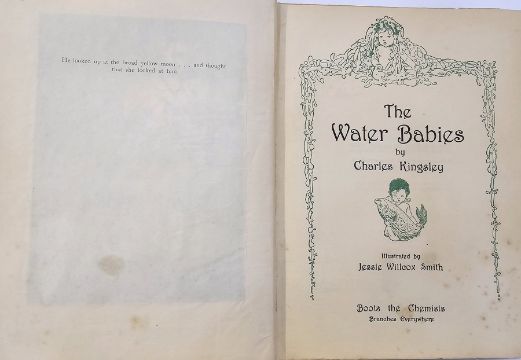 He looked up at the broad yellow moon . . . and thought
that she looked at him
The
Water Babies
by
Charles Kingsley
Illustrated by
Jessie Willcox Smith
Boots the Chemists
Branches Everywhere